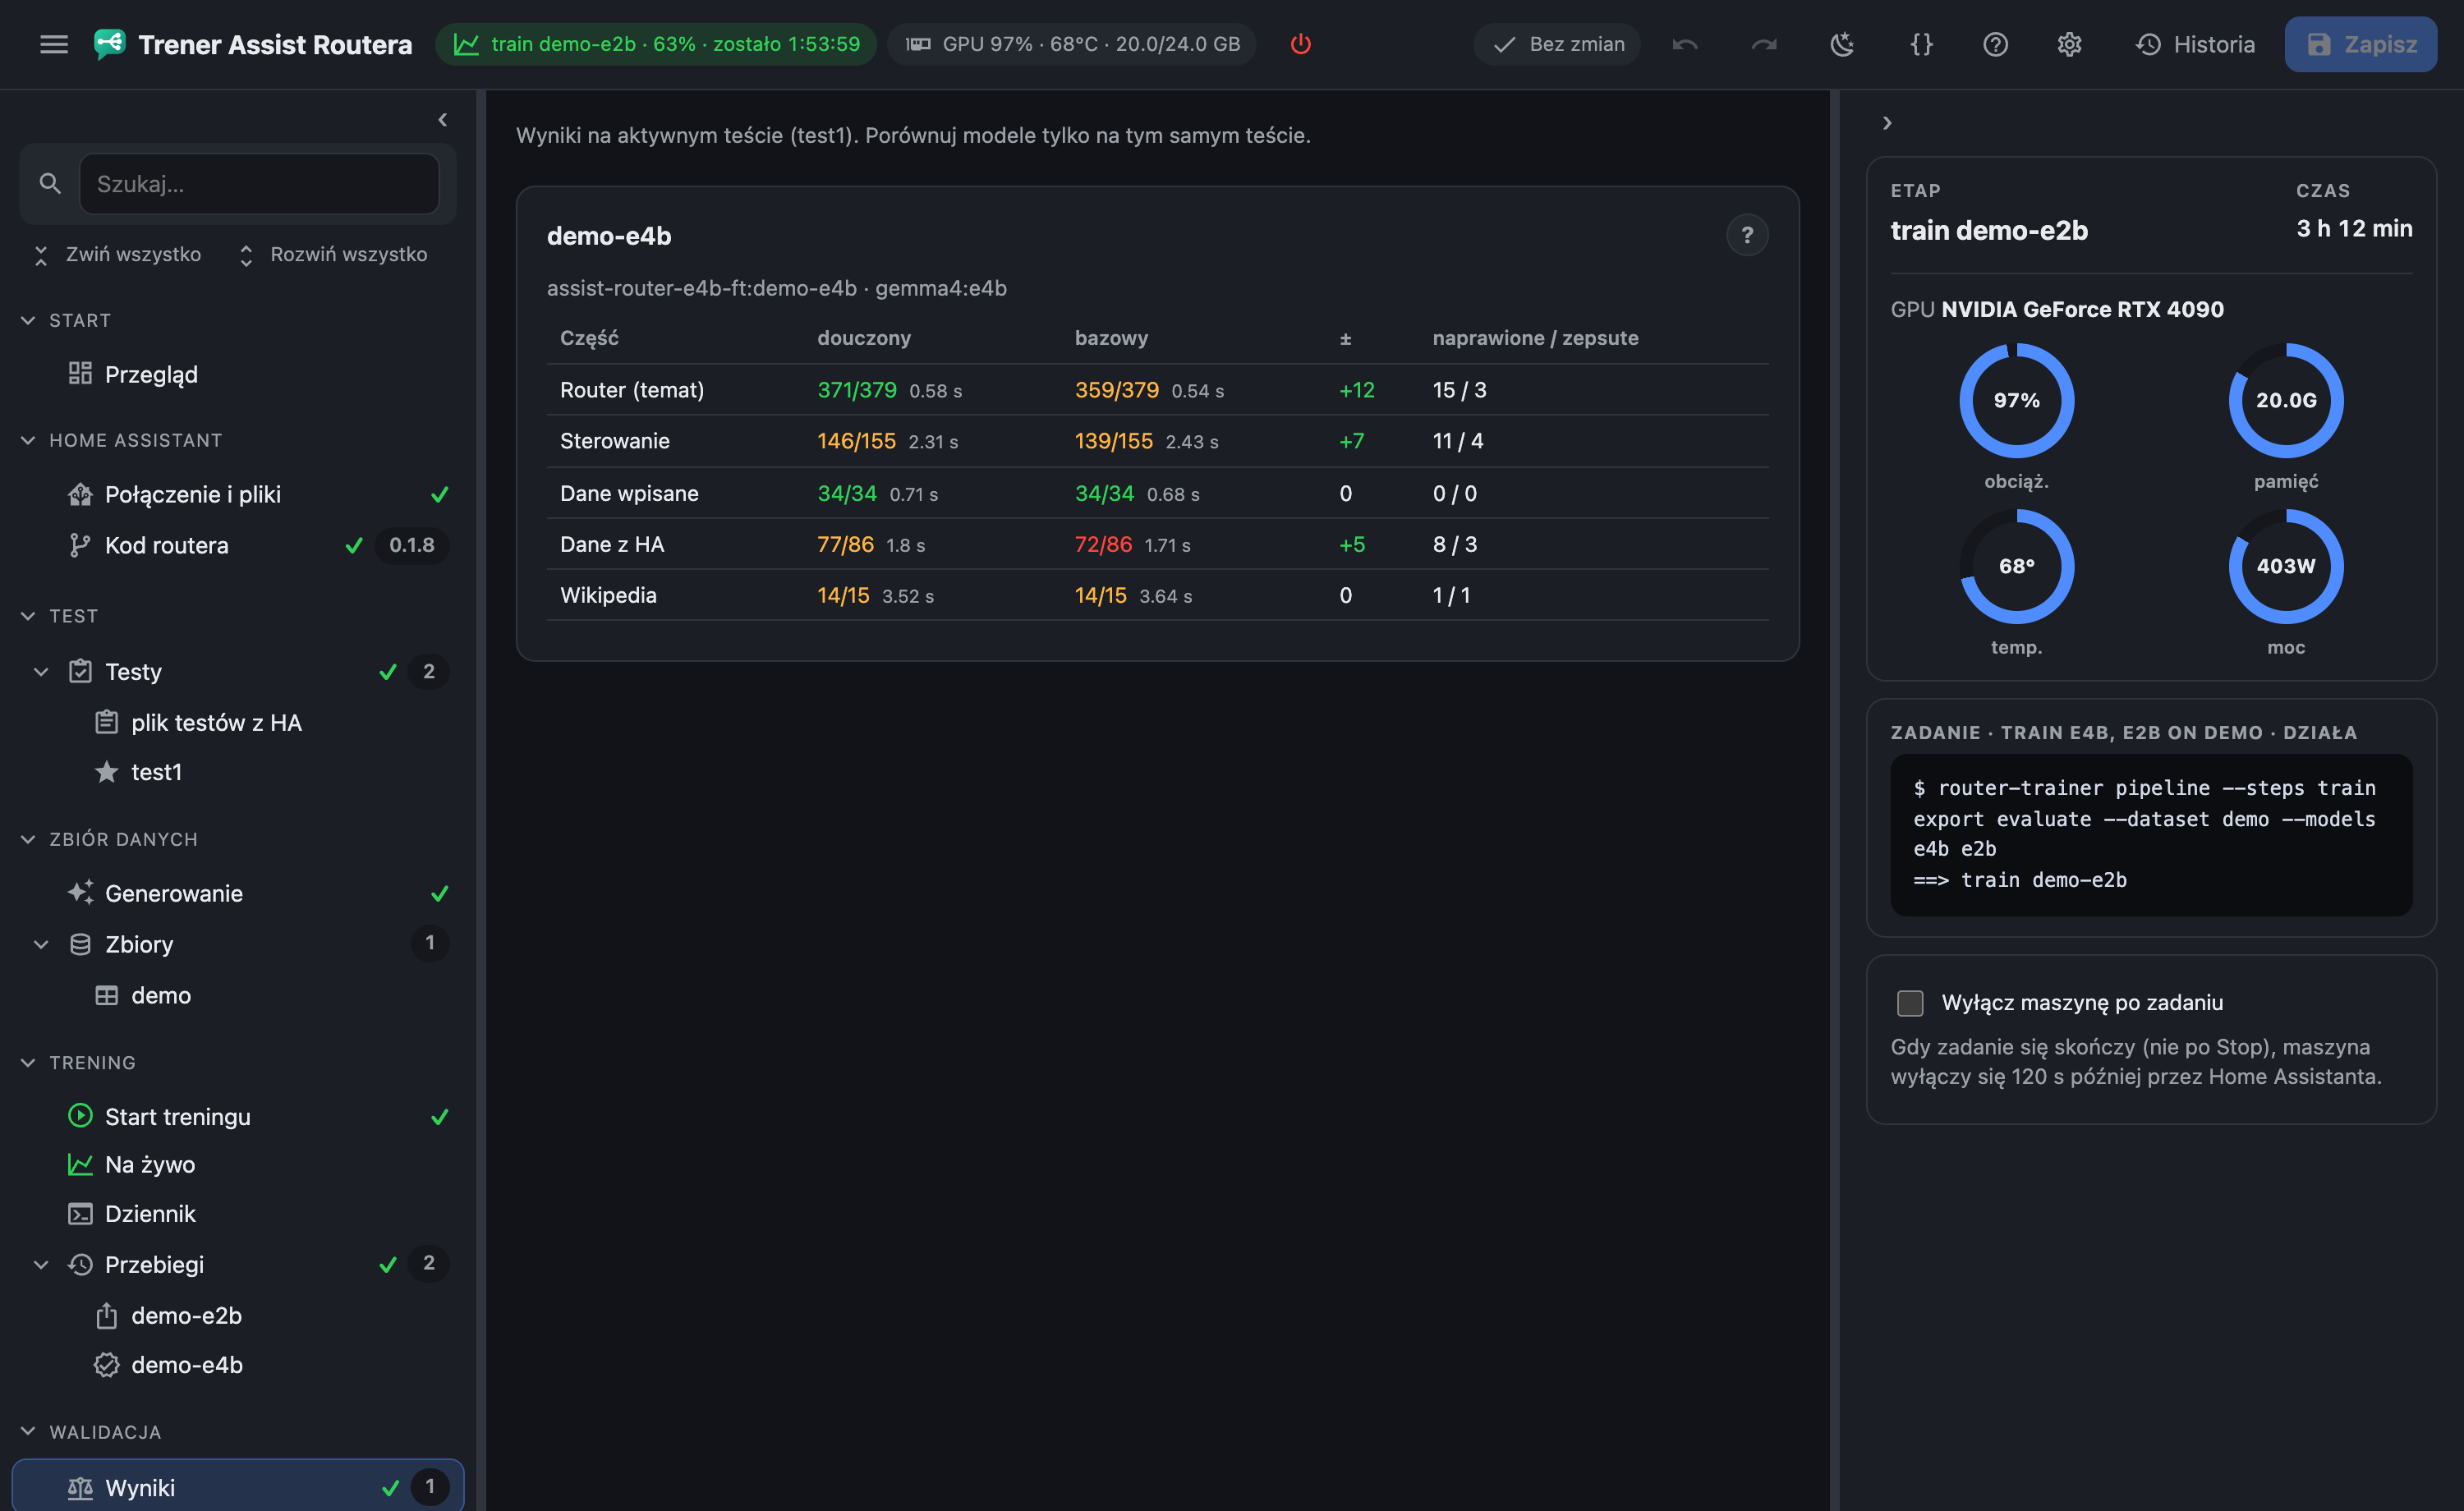 Trener Assist Routera
train demo-e2b · 63% · zostało 1:53:59
GPU 97% · 68°C · 20.0/24.0 GB
Bez zmian
Historia
Zapisz
Szukaj...
Zwiń wszystko
Rozwiń wszystko
START
Przegląd
HOME ASSISTANT
Połączenie i pliki
Kod routera 0.1.8
TEST
Testy 2
plik testów z HA
test1
ZBIÓR DANYCH
Generowanie
Zbiory 1
demo
TRENING
Start treningu
Na żywo
Dziennik
Przebiegi 2
demo-e2b
demo-e4b
WALIDACJA
Wyniki 1
Wyniki na aktywnym teście (test1). Porównuj modele tylko na tym samym teście.
demo-e4b ?
assist-router-e4b-ft:demo-e4b · gemma4:e4b
Część douczony bazowy ± naprawione / zepsute
Router (temat) 371/379 0.58 s 359/379 0.54 s +12 15 / 3
Sterowanie 146/155 2.31 s 139/155 2.43 s +7 11 / 4
Dane wpisane 34/34 0.71 s 34/34 0.68 s 0 0 / 0
Dane z HA 77/86 1.8 s 72/86 1.71 s +5 8 / 3
Wikipedia 14/15 3.52 s 14/15 3.64 s 0 1 / 1
ETAP CZAS
train demo-e2b 3 h 12 min
GPU NVIDIA GeForce RTX 4090
97% 20.0G
obciąż. pamięć
68° 403W
temp. moc
ZADANIE · TRAIN E4B, E2B ON DEMO · DZIAŁA
$ router-trainer pipeline --steps train
export evaluate --dataset demo --models
e4b e2b
==> train demo-e2b
Wyłącz maszynę po zadaniu
Gdy zadanie się skończy (nie po Stop), maszyna
wyłączy się 120 s później przez Home Assistanta.